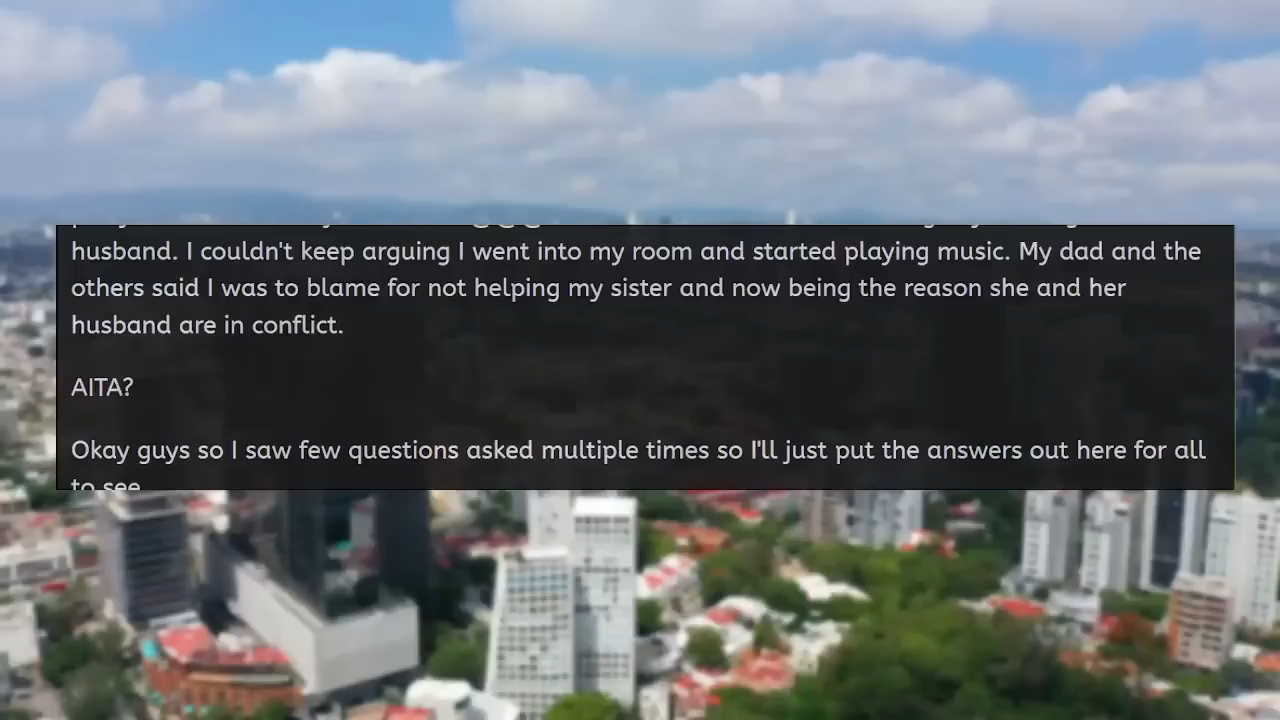 husband. I couldn't keep arguing I went into my room and started playing music. My dad and the
others said I was to blame for not helping my sister and now being the reason she and her
husband are in conflict.
AITA?
Okay guys so I saw few questions asked multiple times so I'll just put the answers out here for all
to see